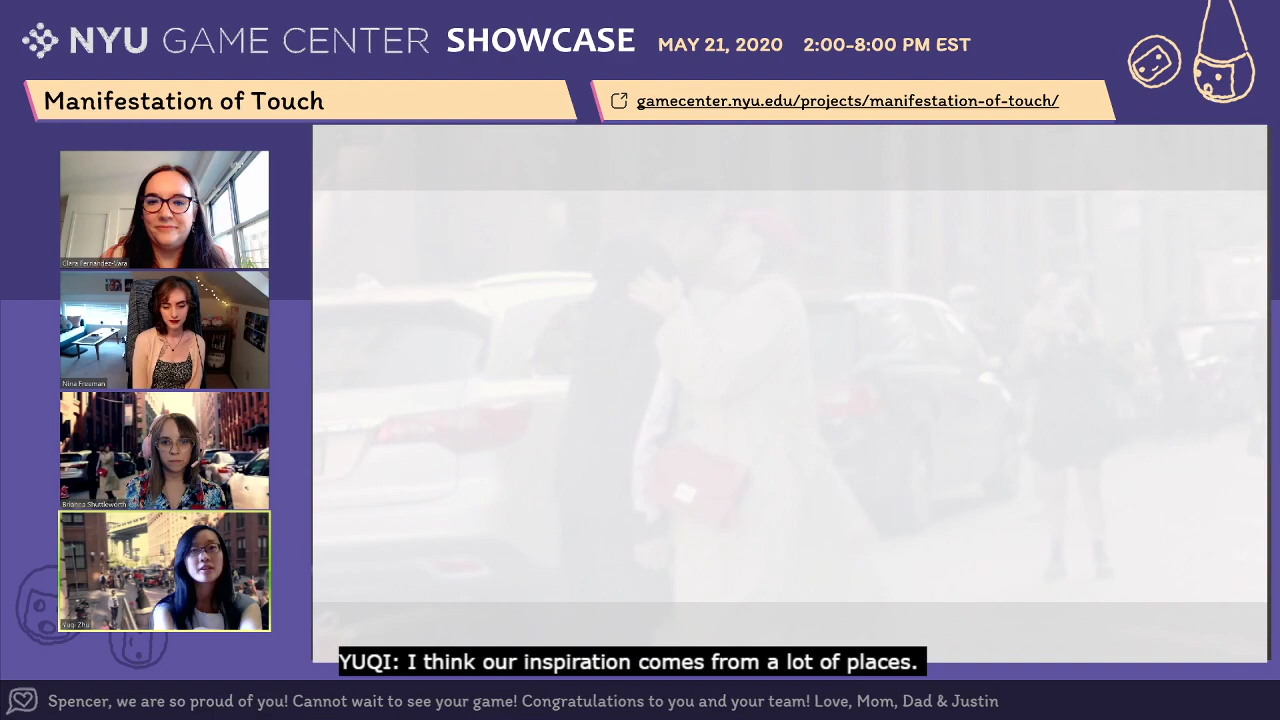 NYU GAME CENTER SHOWCASE MAY 21, 2020 2:00-8:00 PM EST
Manifestation of Touch
gamecenter.nyu.edu/projects/manifestation-of-touch/
Clara Fernandez-Vara
Nina Freeman
Brianna Shuttleworth
Yuqi Zhu
YUQI: I think our inspiration comes from a lot of places.
Spencer, we are so proud of you! Cannot wait to see your game! Congratulations to you and your team! Love, Mom, Dad & Justin